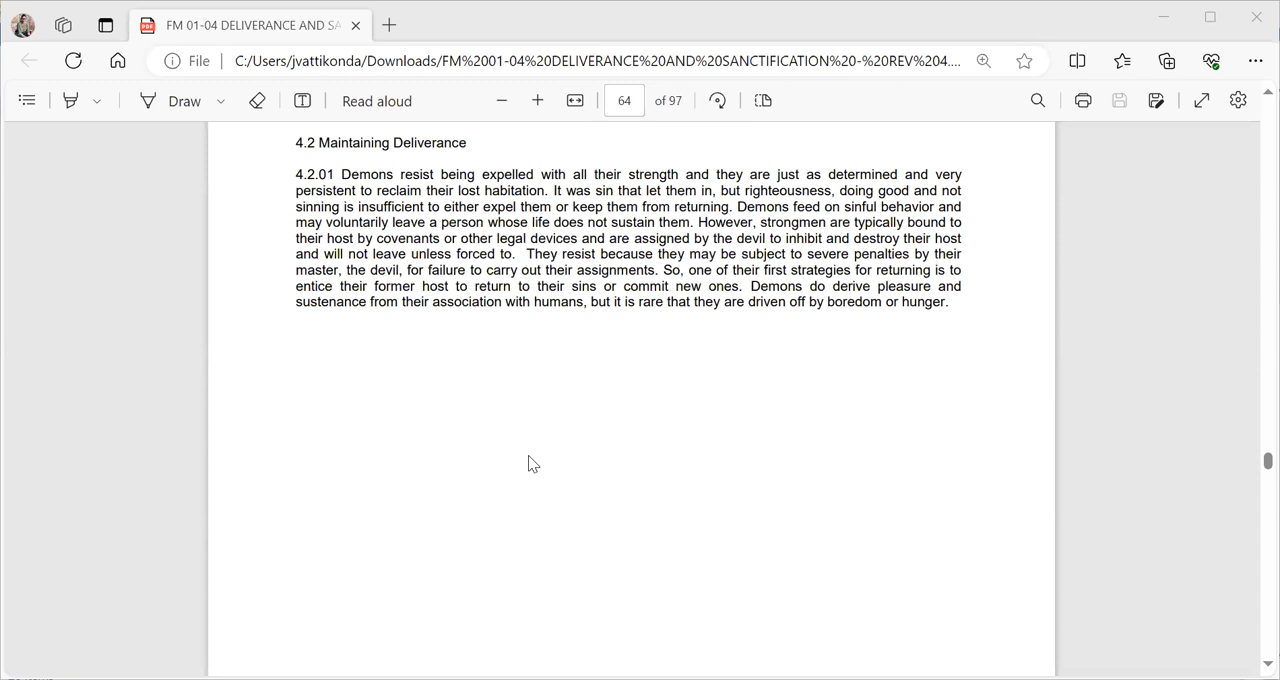 FM 01-04 DELIVERANCE AND SA
File
C:/Users/jvattikonda/Downloads/FM%2001-04%20DELIVERANCE%20AND%20SANCTIFICATION%20-%20REV%204....
Draw
Read aloud
64 of 97
4.2 Maintaining Deliverance
4.2.01 Demons resist being expelled with all their strength and they are just as determined and very
persistent to reclaim their lost habitation. It was sin that let them in, but righteousness, doing good and not
sinning is insufficient to either expel them or keep them from returning. Demons feed on sinful behavior and
may voluntarily leave a person whose life does not sustain them. However, strongmen are typically bound to
their host by covenants or other legal devices and are assigned by the devil to inhibit and destroy their host
and will not leave unless forced to. They resist because they may be subject to severe penalties by their
master, the devil, for failure to carry out their assignments. So, one of their first strategies for returning is to
entice their former host to return to their sins or commit new ones. Demons do derive pleasure and
sustenance from their association with humans, but it is rare that they are driven off by boredom or hunger.